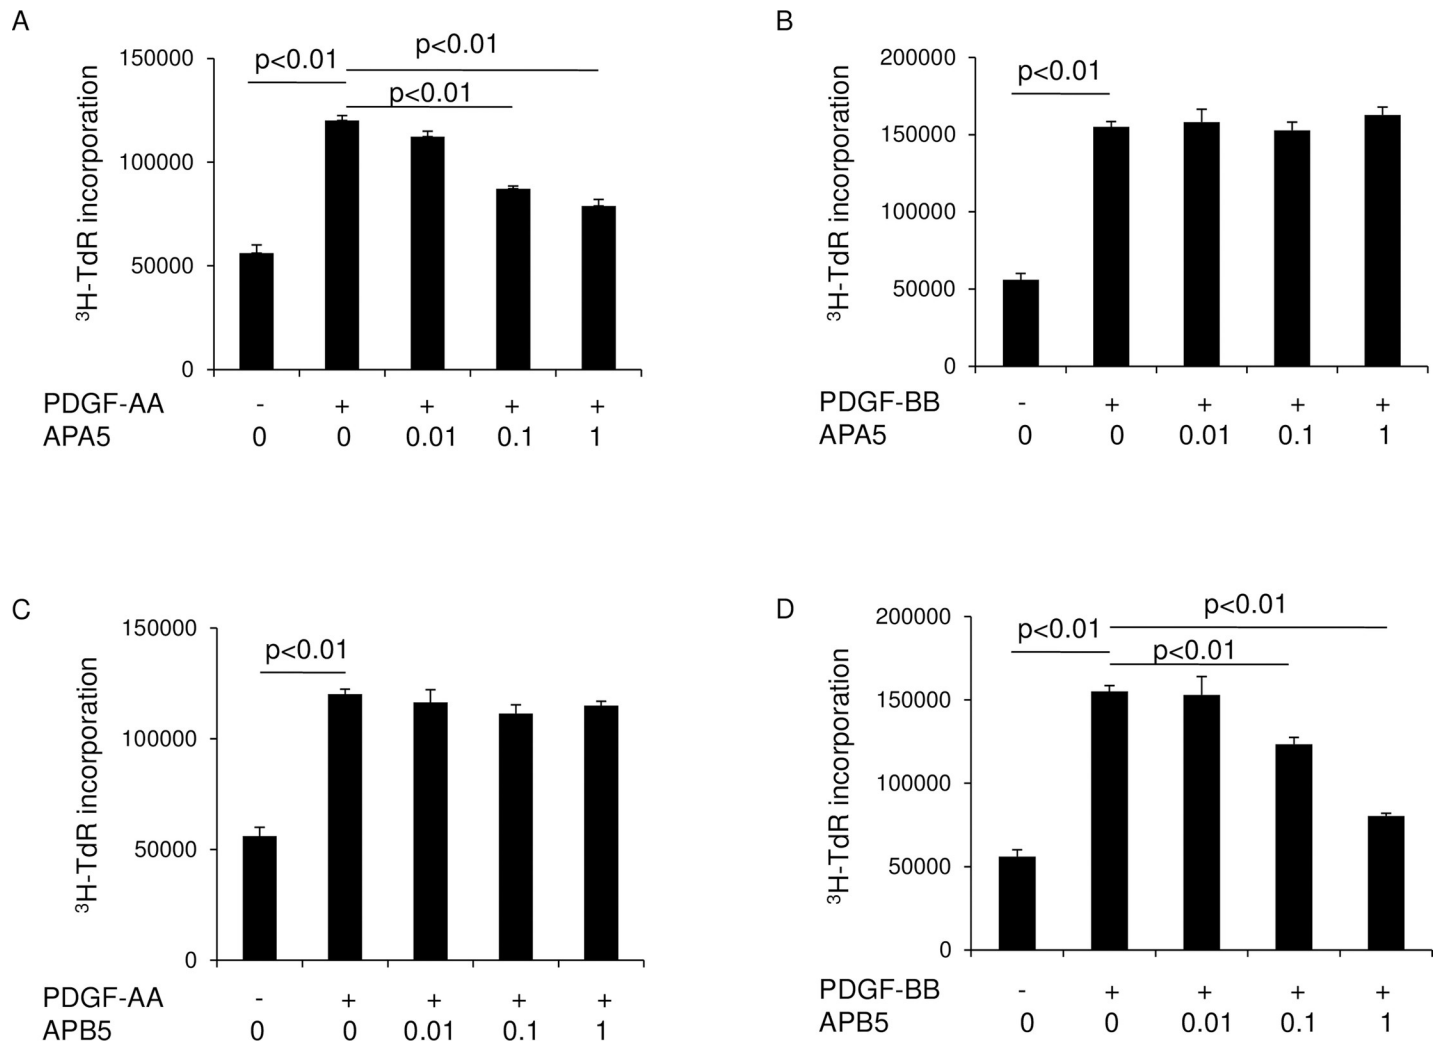 A
p<0.01
p<0.01
p<0.01
³H-TdR incorporation
150000
100000
50000
0
PDGF-AA - + + + +
APA5 0 0 0.01 0.1 1
B
p<0.01
³H-TdR incorporation
200000
150000
100000
50000
0
PDGF-BB - + + + +
APA5 0 0 0.01 0.1 1
C
p<0.01
³H-TdR incorporation
150000
100000
50000
0
PDGF-AA - + + + +
APB5 0 0 0.01 0.1 1
D
p<0.01
p<0.01
p<0.01
³H-TdR incorporation
200000
150000
100000
50000
0
PDGF-BB - + + + +
APB5 0 0 0.01 0.1 1